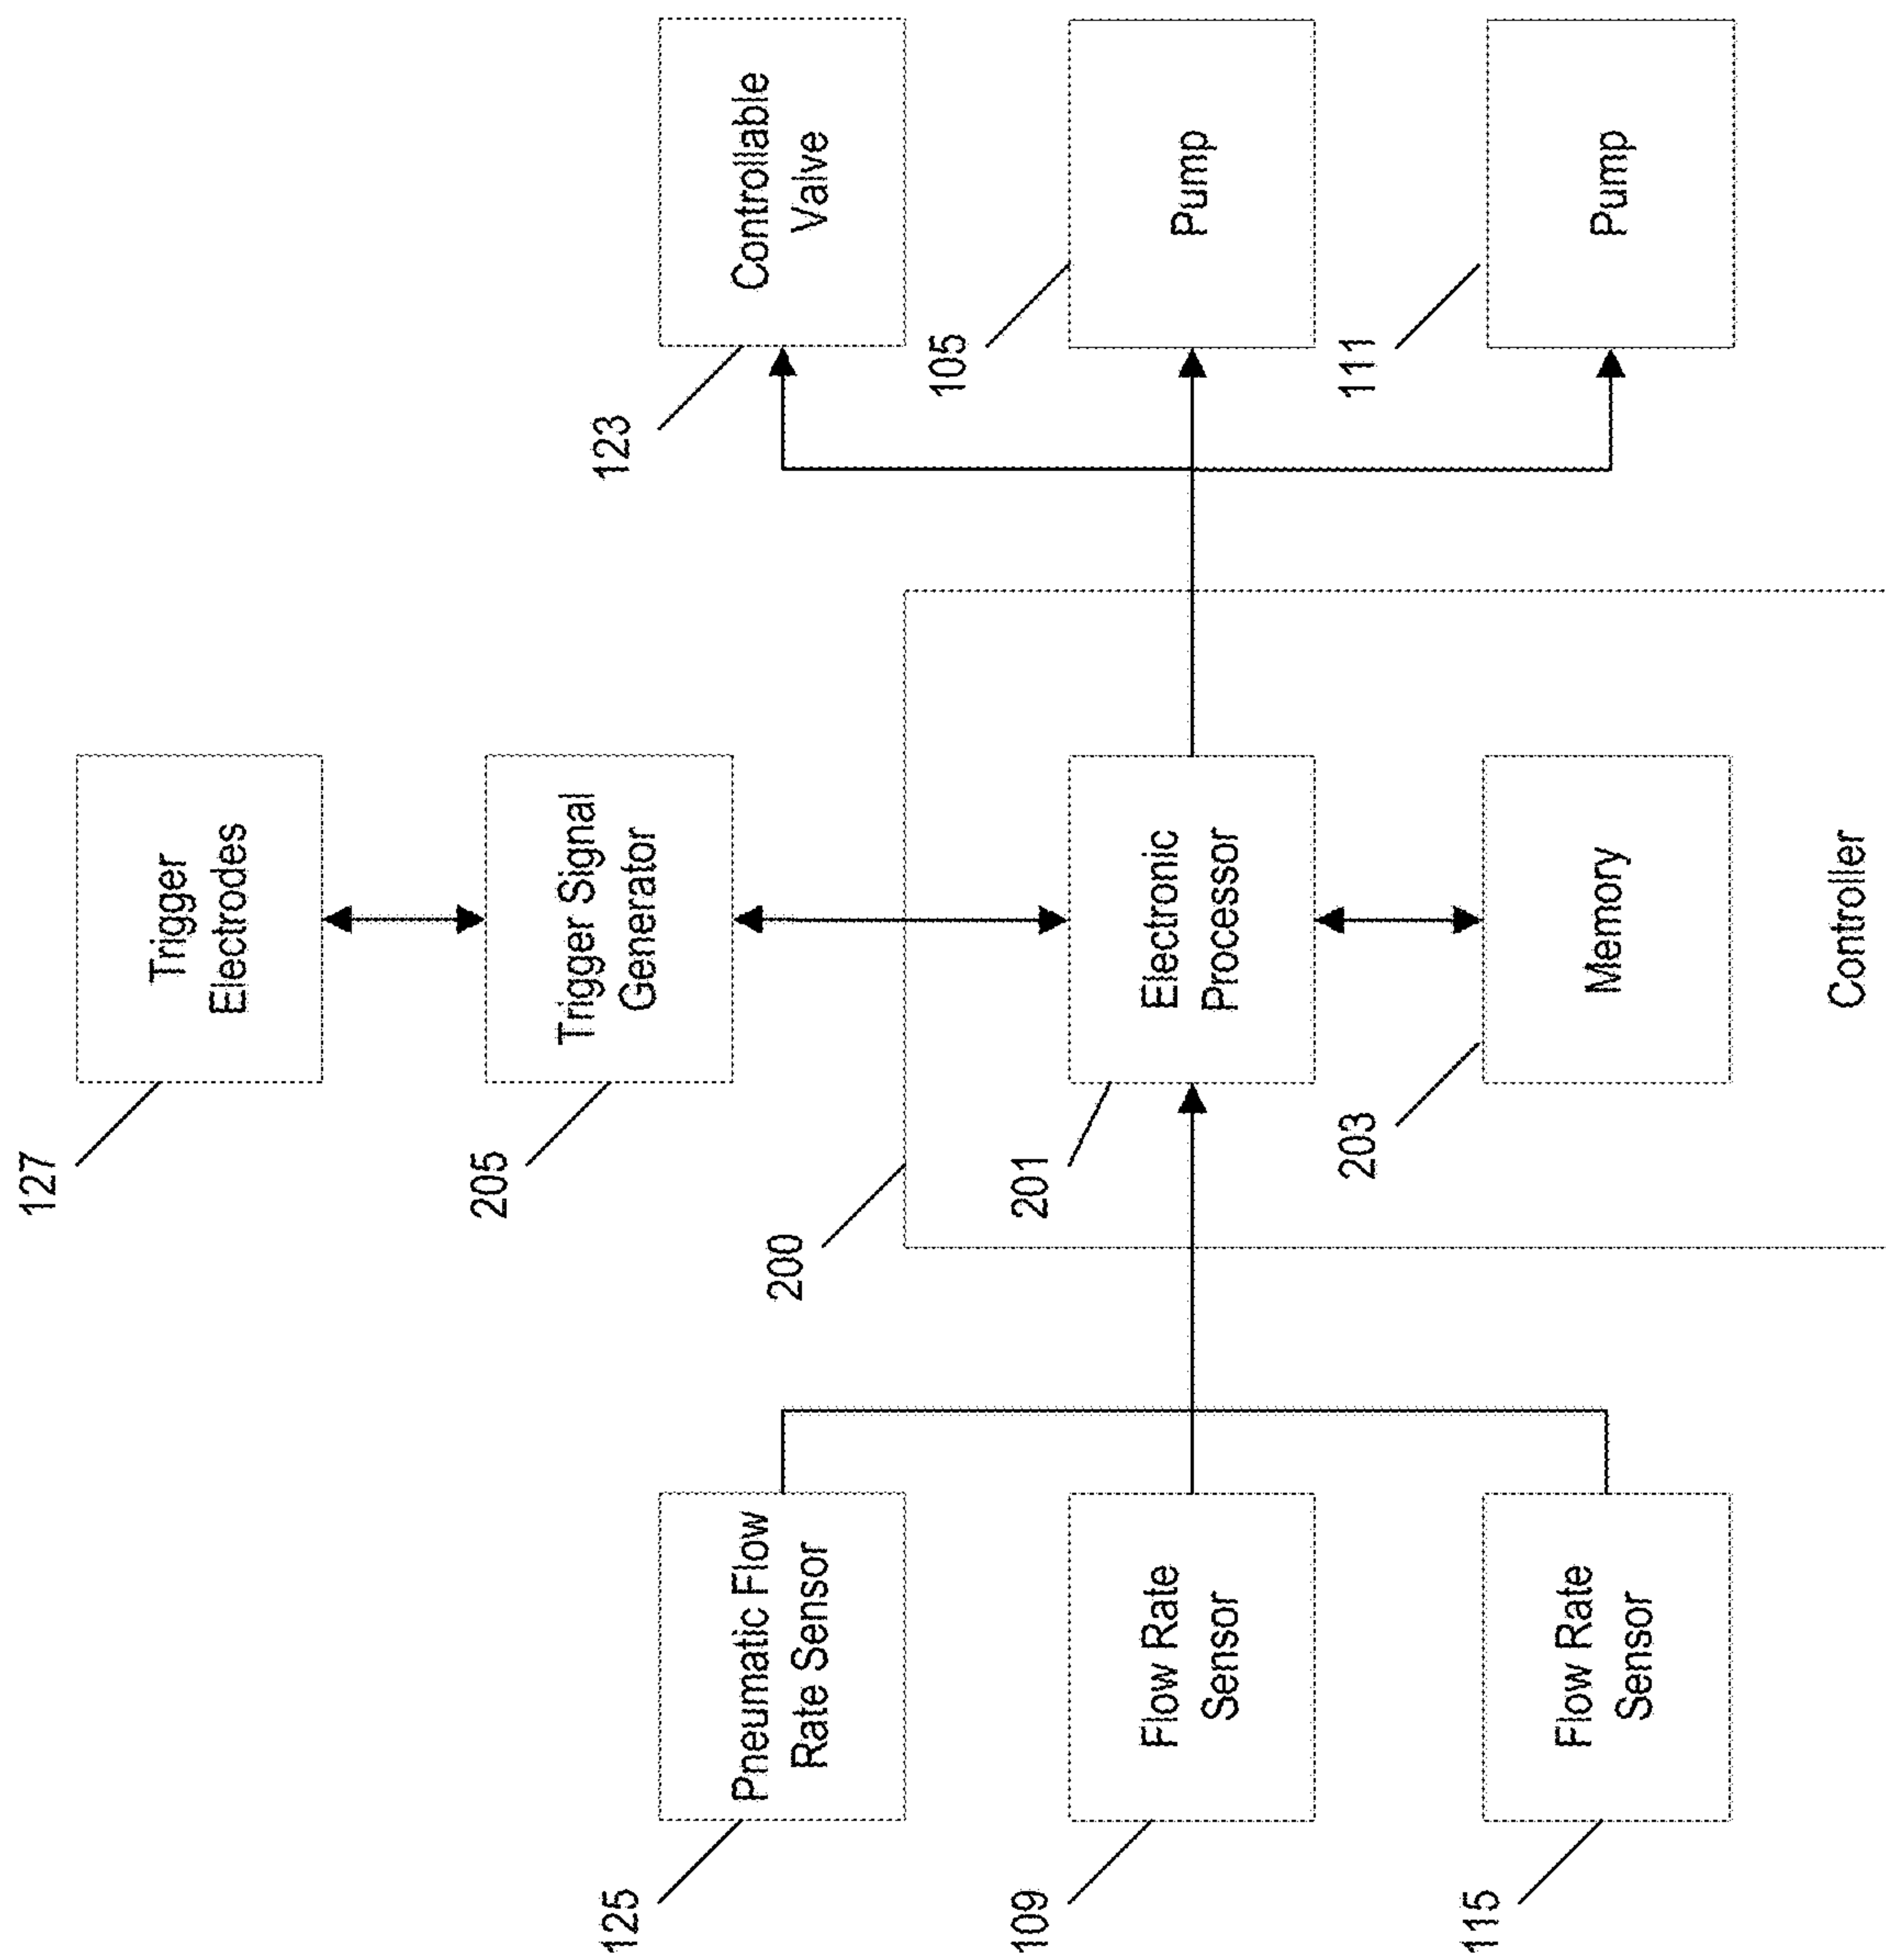 127
Trigger
Electrodes
205
Trigger Signal
Generator
125
Pneumatic Flow
Rate Sensor
200
123
Controllable
Valve
109
Flow Rate
Sensor
201
Electronic
Processor
105
Pump
115
Flow Rate
Sensor
203
Memory
111
Pump
Controller